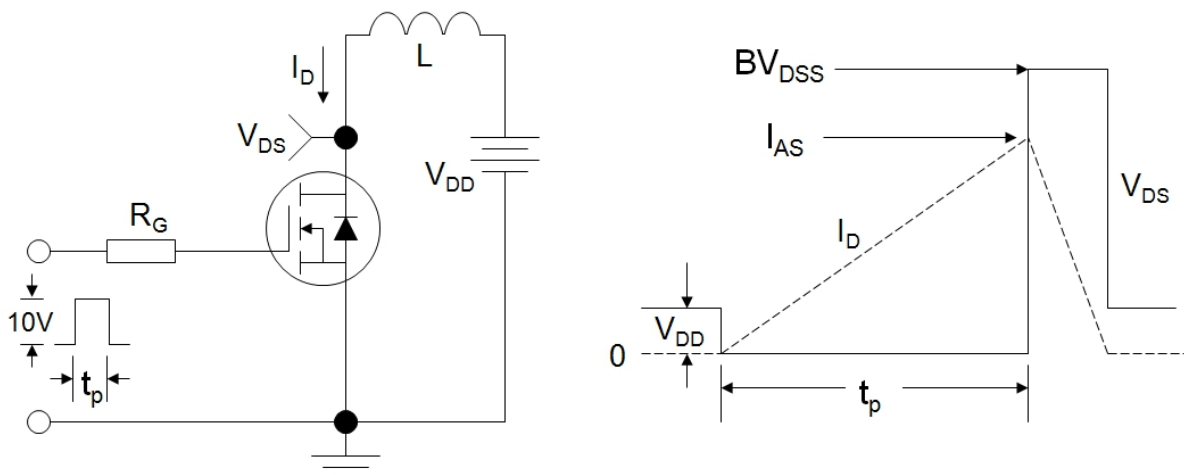 I_D
L
V_DS
V_DD
R_G
10V
t_p
BV_DSS
I_AS
V_DS
I_D
V_DD
0
t_p